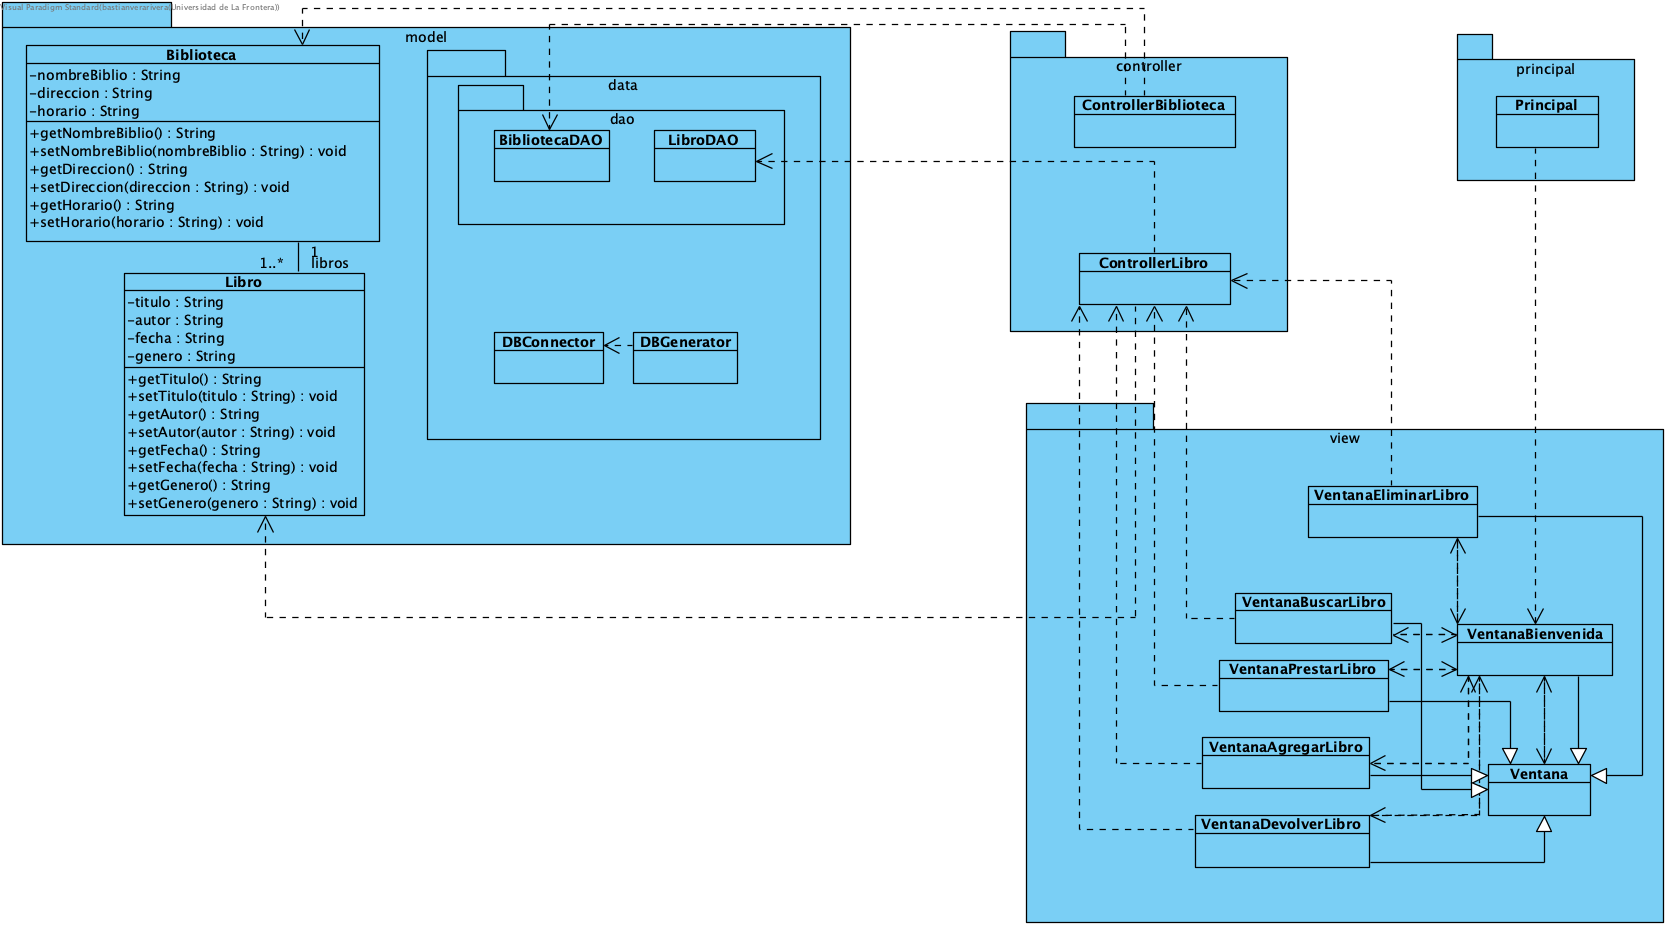 Visual Paradigm Standard(bastianverarivera(Universidad de La Frontera))
model
Biblioteca
-nombreBiblio : String
-direccion : String
-horario : String
+getNombreBiblio() : String
+setNombreBiblio(nombreBiblio : String) : void
+getDireccion() : String
+setDireccion(direccion : String) : void
+getHorario() : String
+setHorario(horario : String) : void
1
1..*
libros
Libro
-titulo : String
-autor : String
-fecha : String
-genero : String
+getTitulo() : String
+setTitulo(titulo : String) : void
+getAutor() : String
+setAutor(autor : String) : void
+getFecha() : String
+setFecha(fecha : String) : void
+getGenero() : String
+setGenero(genero : String) : void
data
dao
BibliotecaDAO
LibroDAO
DBConnector
DBGenerator
controller
ControllerBiblioteca
ControllerLibro
principal
Principal
view
VentanaEliminarLibro
VentanaBuscarLibro
VentanaBienvenida
VentanaPrestarLibro
VentanaAgregarLibro
Ventana
VentanaDevolverLibro